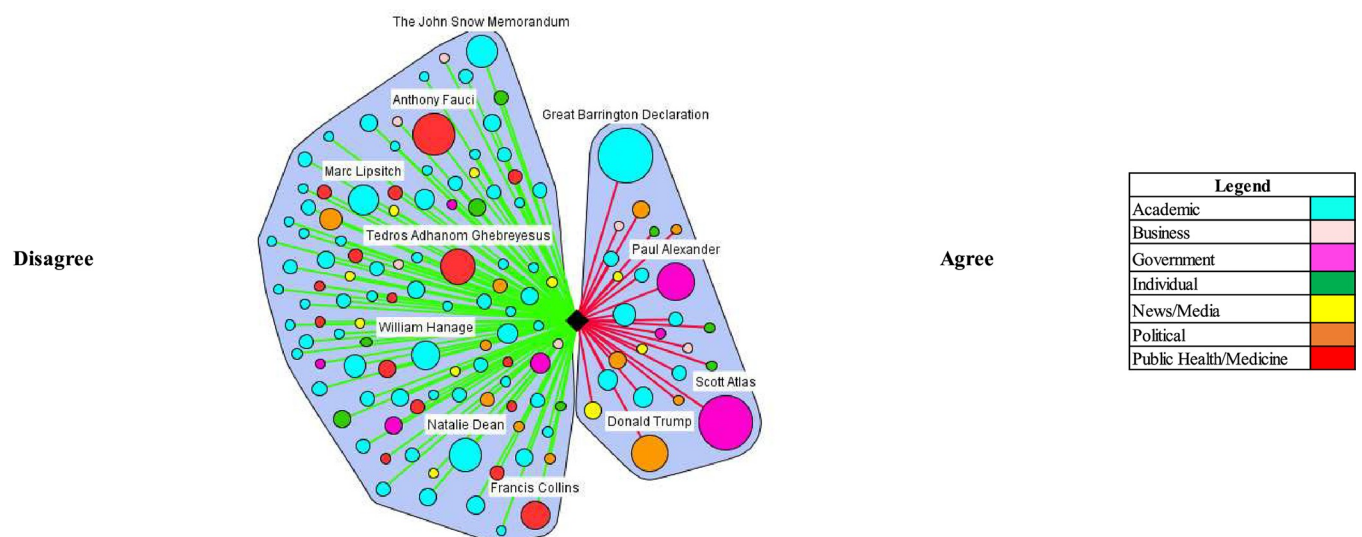 The John Snow Memorandum
Anthony Fauci
Great Barrington Declaration
Marc Lipsitch
Tedros Adhanom Ghebreyesus
Paul Alexander
Disagree
Agree
William Hanage
Scott Atlas
Natalie Dean
Donald Trump
Francis Collins
Legend
Academic
Business
Government
Individual
News/Media
Political
Public Health/Medicine